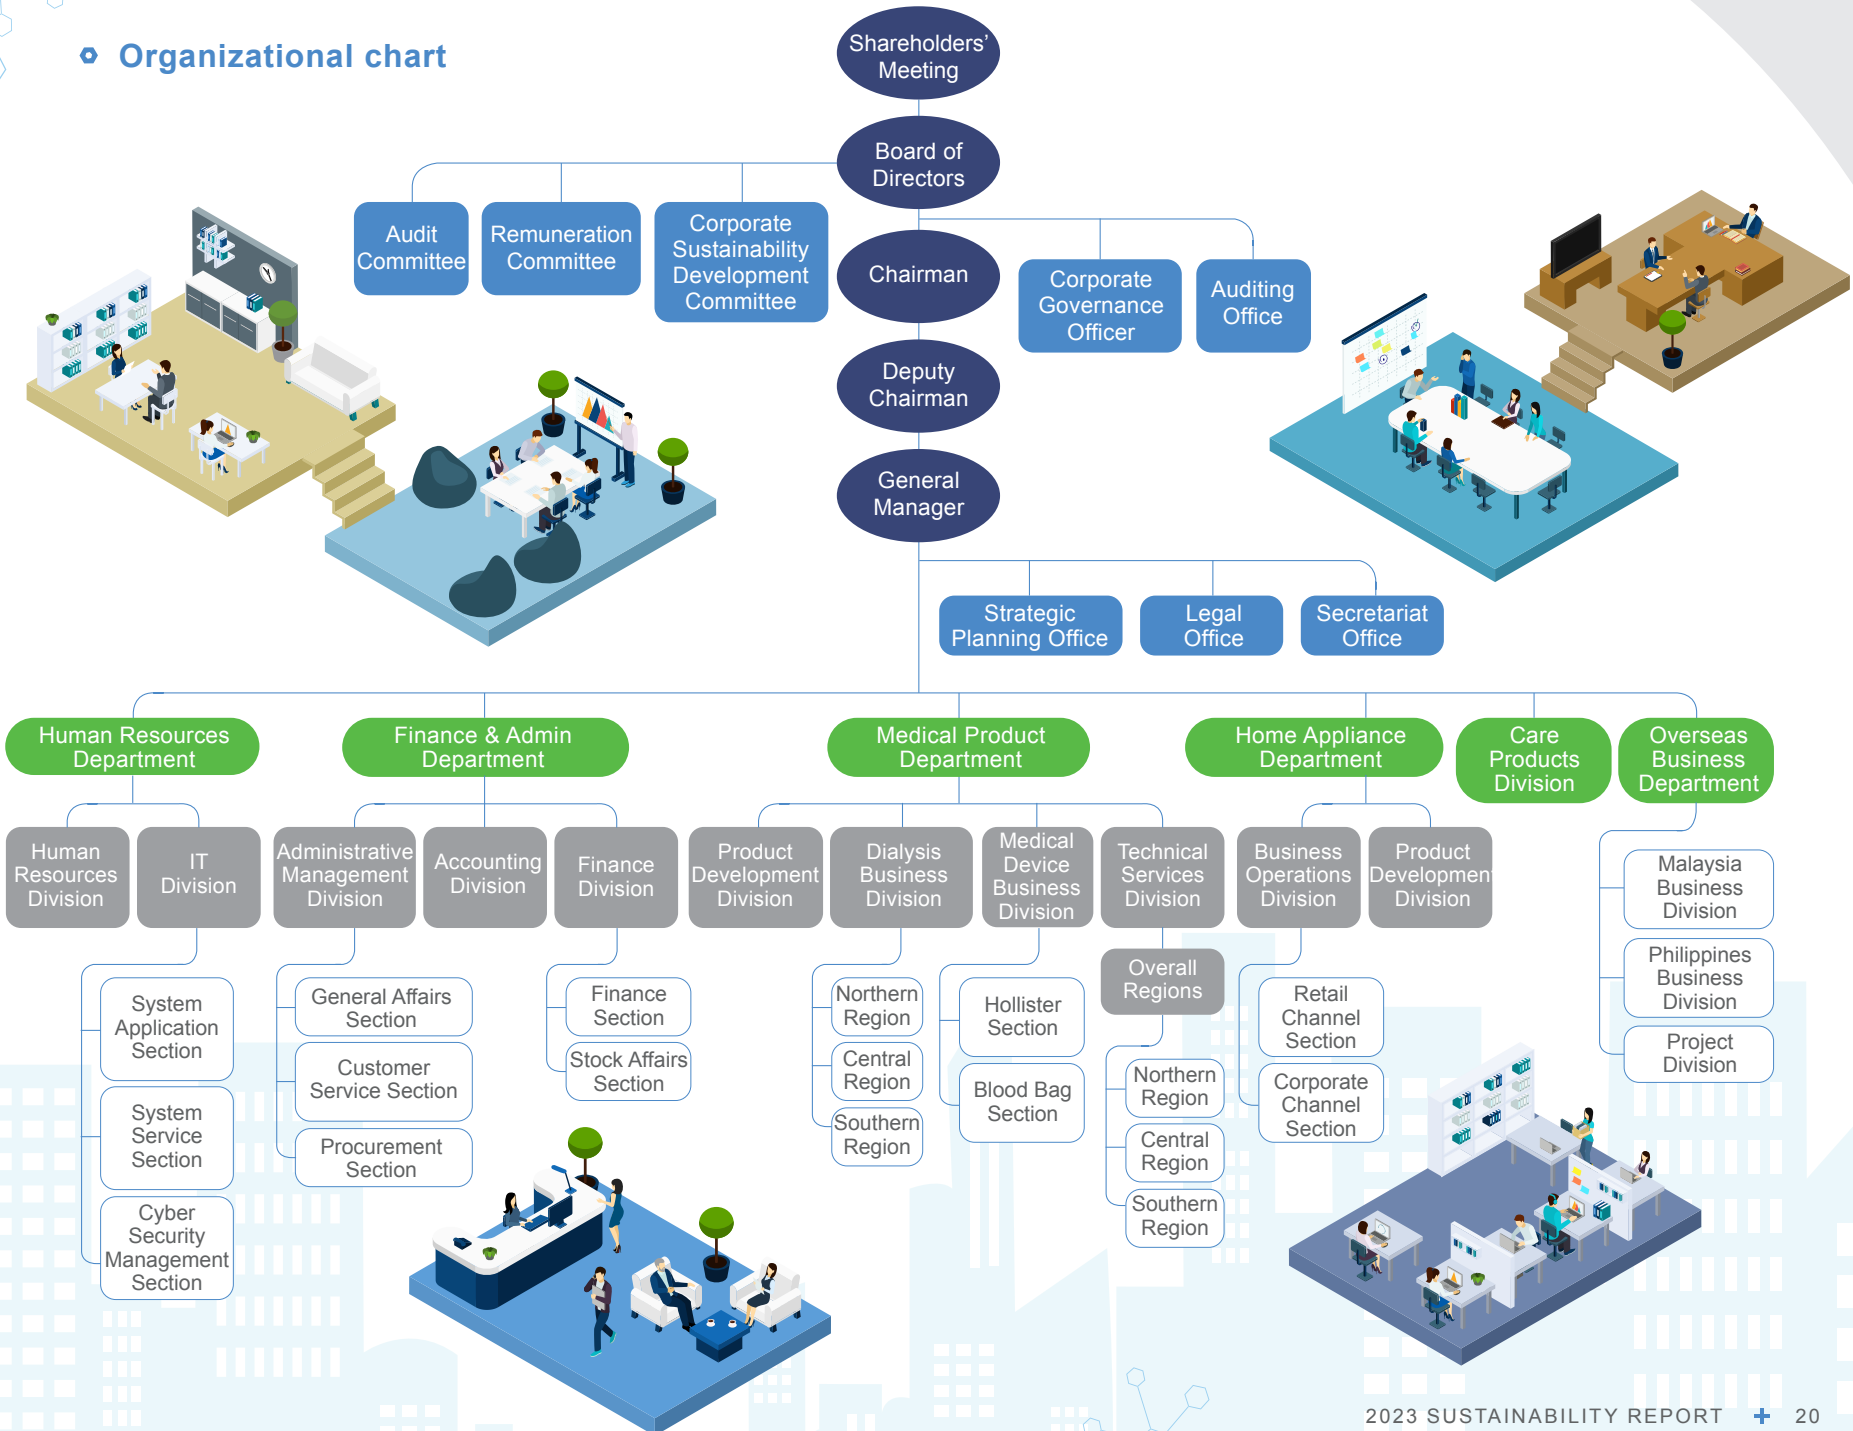 Organizational chart
Shareholders’
Meeting
Board of
Directors
Audit
Committee
Remuneration
Committee
Corporate
Sustainability
Development
Committee
Chairman
Corporate
Governance
Officer
Auditing
Office
Deputy
Chairman
General
Manager
Strategic
Planning Office
Legal
Office
Secretariat
Office
Human Resources
Department
Finance & Admin
Department
Medical Product
Department
Home Appliance
Department
Care
Products
Division
Overseas
Business
Department
Human
Resources
Division
IT
Division
Administrative
Management
Division
Accounting
Division
Finance
Division
Product
Development
Division
Dialysis
Business
Division
Medical
Device
Business
Division
Technical
Services
Division
Business
Operations
Division
Product
Development
Division
Malaysia
Business
Division
Philippines
Business
Division
Project
Division
System
Application
Section
System
Service
Section
Cyber
Security
Management
Section
General Affairs
Section
Customer
Service Section
Procurement
Section
Finance
Section
Stock Affairs
Section
Northern
Region
Central
Region
Southern
Region
Hollister
Section
Blood Bag
Section
Overall
Regions
Northern
Region
Central
Region
Southern
Region
Retail
Channel
Section
Corporate
Channel
Section
2023 SUSTAINABILITY REPORT 20